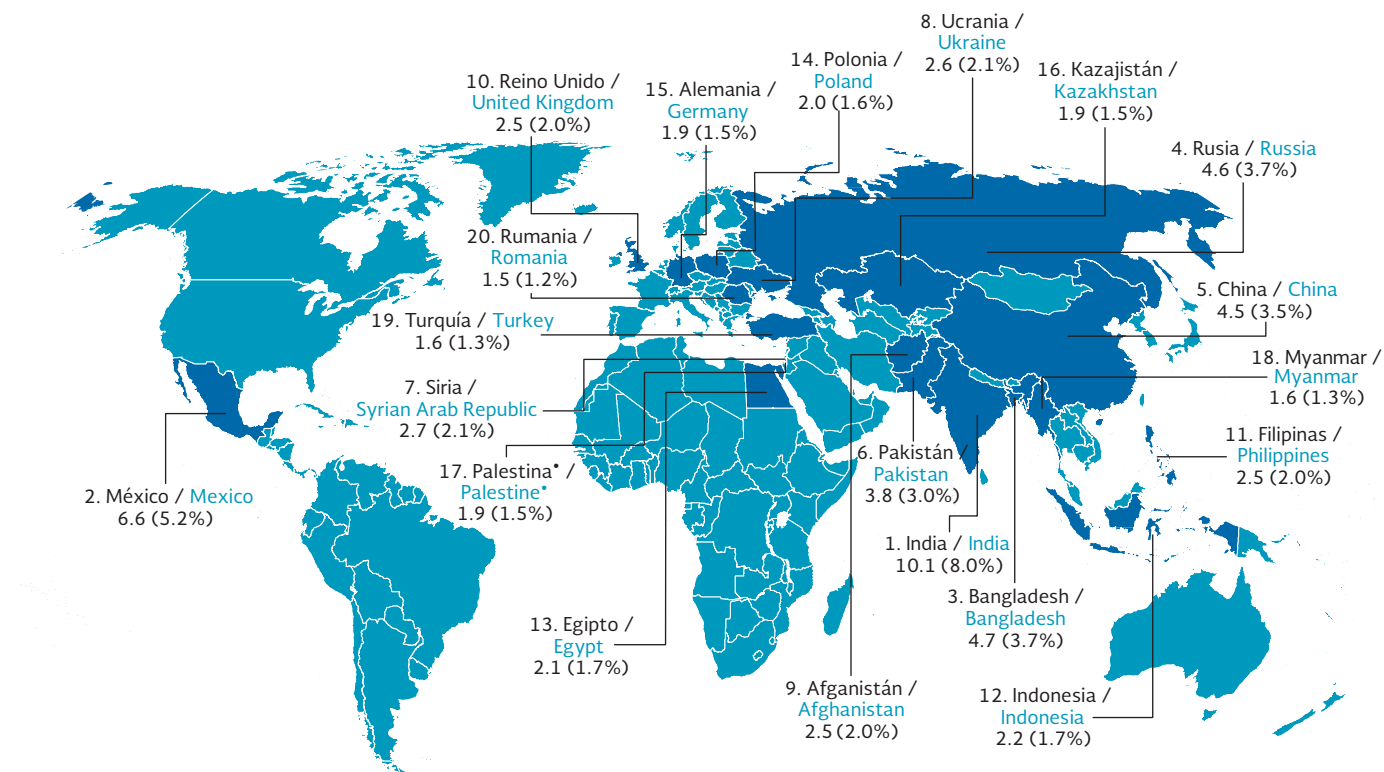 8. Ucrania /
Ukraine
2.6 (2.1%)
14. Polonia /
Poland
2.0 (1.6%)
16. Kazajistán /
Kazakhstan
1.9 (1.5%)
10. Reino Unido /
United Kingdom
2.5 (2.0%)
15. Alemania /
Germany
1.9 (1.5%)
4. Rusia / Russia
4.6 (3.7%)
20. Rumania /
Romania
1.5 (1.2%)
5. China / China
4.5 (3.5%)
19. Turquía / Turkey
1.6 (1.3%)
18. Myanmar /
Myanmar
1.6 (1.3%)
7. Siria /
Syrian Arab Republic
2.7 (2.1%)
11. Filipinas /
Philippines
2.5 (2.0%)
6. Pakistán /
Pakistan
3.8 (3.0%)
17. Palestina• /
Palestine•
1.9 (1.5%)
2. México / Mexico
6.6 (5.2%)
1. India / India
10.1 (8.0%)
3. Bangladesh /
Bangladesh
4.7 (3.7%)
13. Egipto /
Egypt
2.1 (1.7%)
9. Afganistán /
Afghanistan
2.5 (2.0%)
12. Indonesia /
Indonesia
2.2 (1.7%)